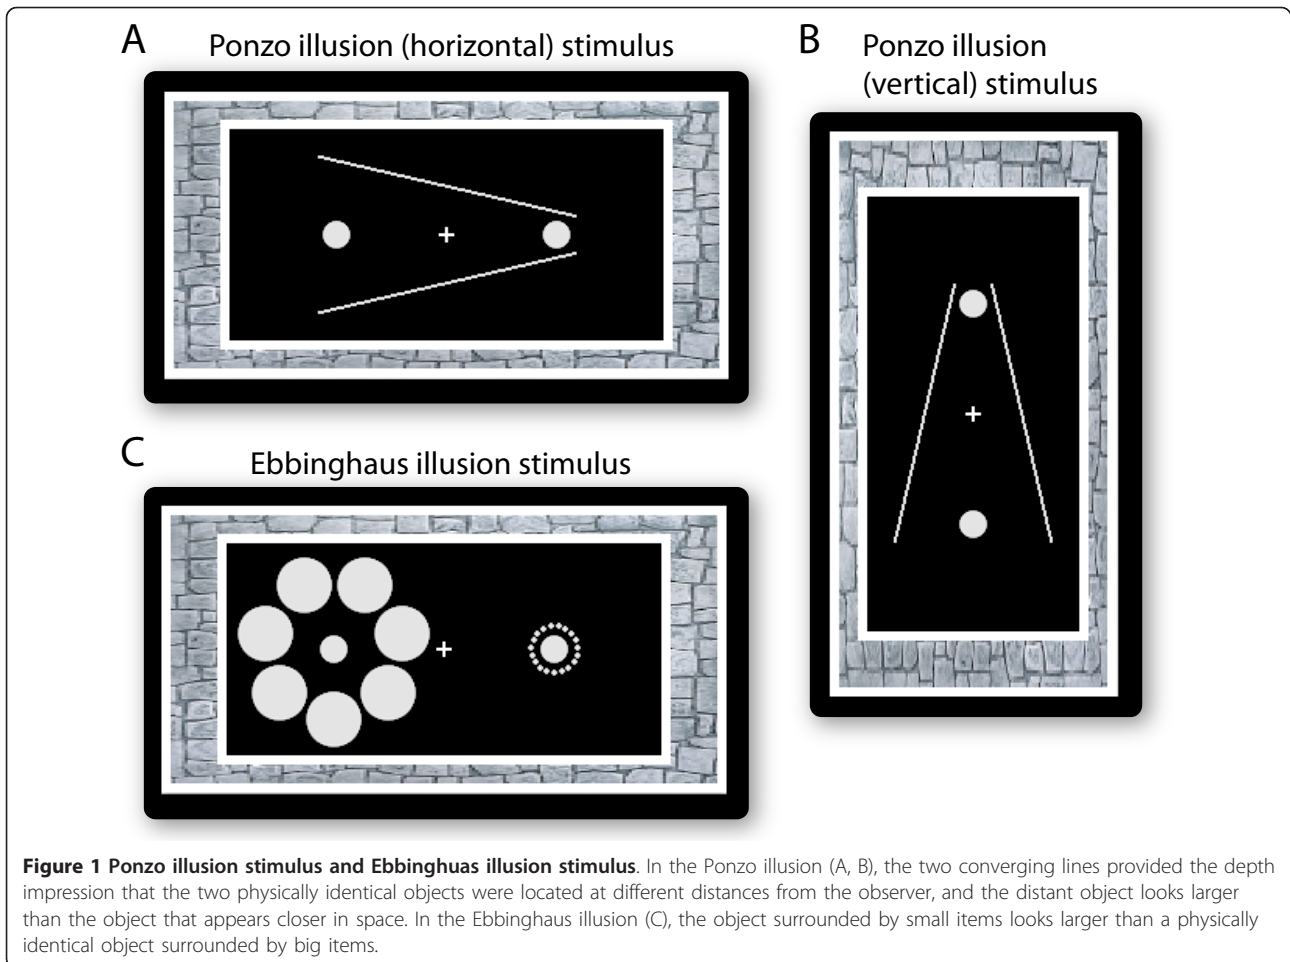 A
Ponzo illusion (horizontal) stimulus
B
Ponzo illusion
(vertical) stimulus
C
Ebbinghaus illusion stimulus
Figure 1 Ponzo illusion stimulus and Ebbinghuas illusion stimulus. In the Ponzo illusion (A, B), the two converging lines provided the depth
impression that the two physically identical objects were located at different distances from the observer, and the distant object looks larger
than the object that appears closer in space. In the Ebbinghaus illusion (C), the object surrounded by small items looks larger than a physically
identical object surrounded by big items.